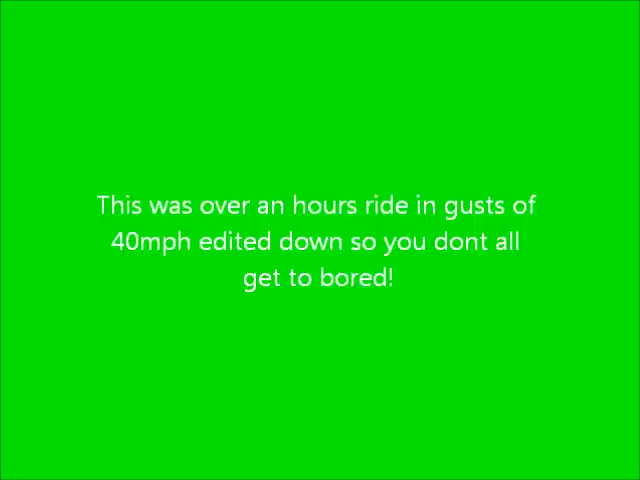 This was over an hours ride in gusts of
40mph edited down so you dont all
get to bored!